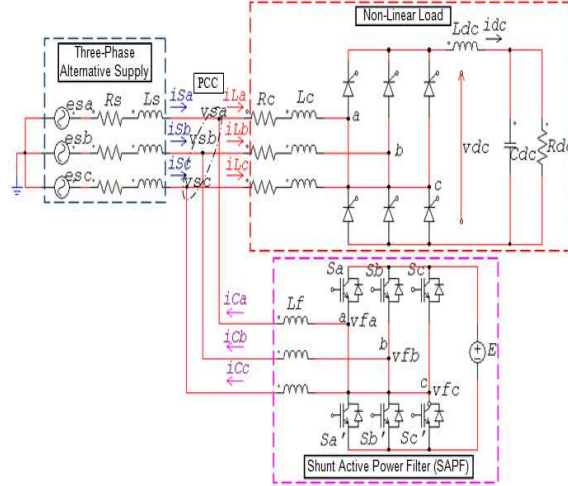 Non-Linear Load
Ldc
idc
Three-Phase
Alternative Supply
PCC
esa
Rs
Ls
iSa
vsa
iLa
Rc
Lc
a
esb
iSb
vsb
iLb
b
vdc
Cdc
Rdc
esc
iSc
vsc
iLc
c
Sa
Sb
Sc
iCa
Lf
a
vfa
iCb
b
vfb
E
iCc
c
vfc
Sa'
Sb'
Sc'
Shunt Active Power Filter (SAPF)